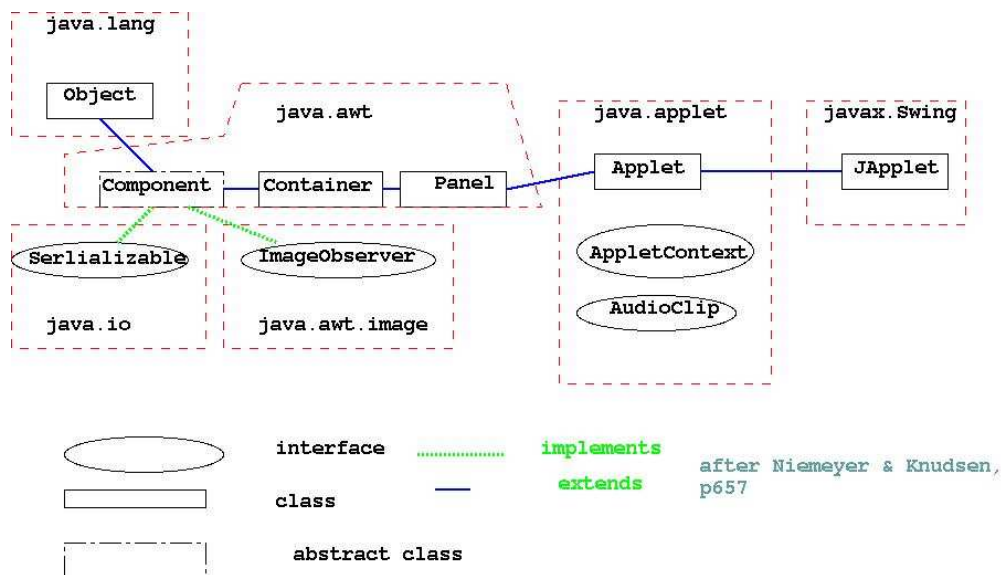 java.lang
Object
java.awt
java.applet
javax.Swing
Component
Container
Panel
Applet
JApplet
Serlializable
ImageObserver
AppletContext
AudioClip
java.io
java.awt.image
interface
implements
class
extends
abstract class
after Niemeyer & Knudsen,
p657